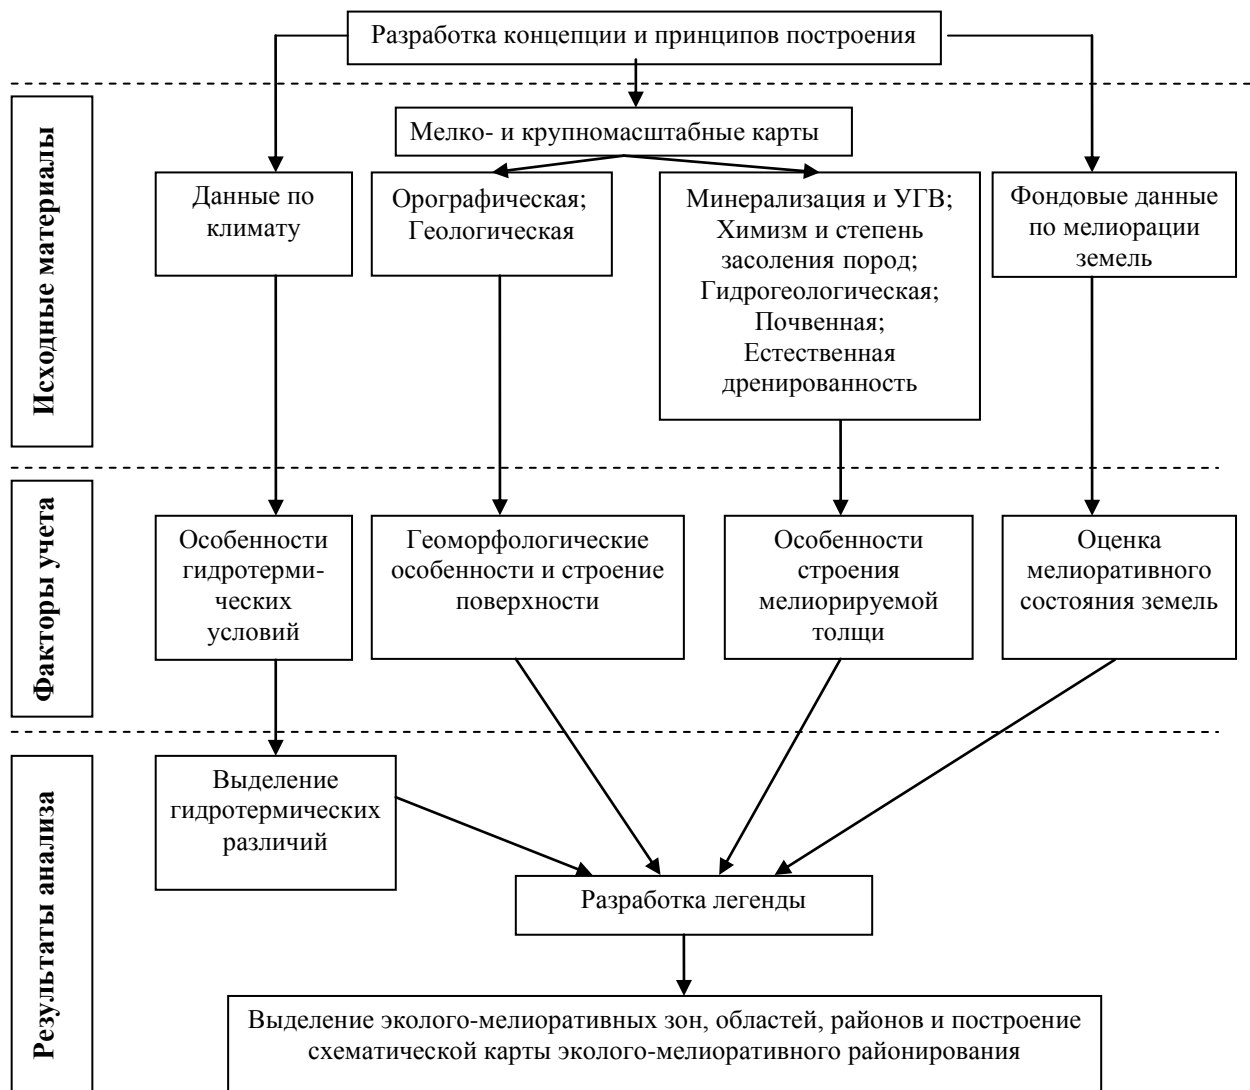 Разработка концепции и принципов построения
Исходные материалы
Мелко- и крупномасштабные карты
Данные по
климату
Орографическая;
Геологическая
Минерализация и УГВ;
Химизм и степень
засоления пород;
Гидрогеологическая;
Почвенная;
Естественная
дренированность
Фондовые данные
по мелиорации
земель
Факторы учета
Особенности
гидротерми-
ческих
условий
Геоморфологические
особенности и строение
поверхности
Особенности
строения
мелиорируемой
толщи
Оценка
мелиоративного
состояния земель
Результаты анализа
Выделение
гидротермических
различий
Разработка легенды
Выделение эколого-мелиоративных зон, областей, районов и построение
схематической карты эколого-мелиоративного районирования